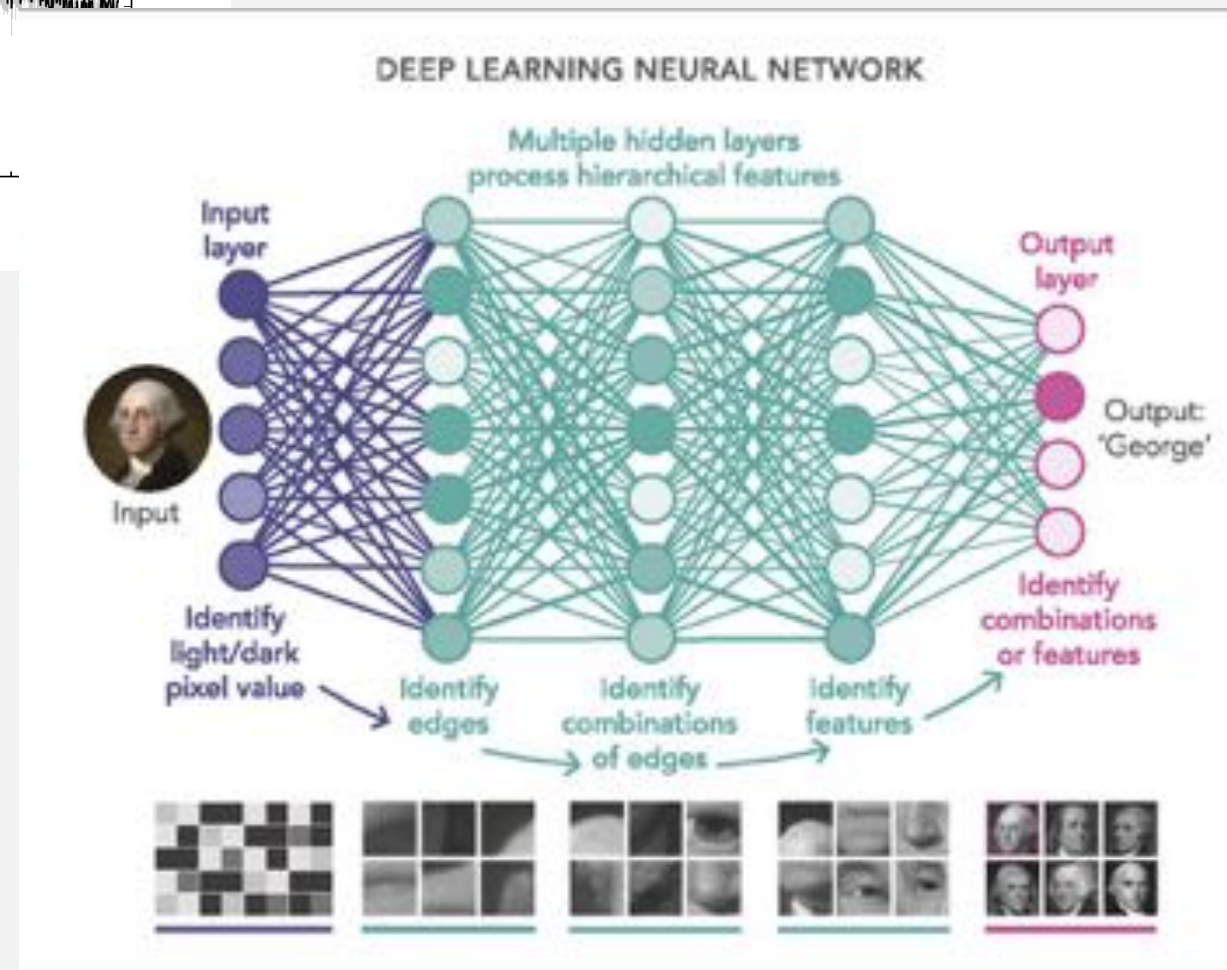 DEEP LEARNING NEURAL NETWORK
Multiple hidden layers
process hierarchical features
Input
layer
Output
layer
Input
Output:
'George'
Identify
light/dark
pixel value
Identify
edges
Identify
combinations
of edges
Identify
features
Identify
combinations
or features